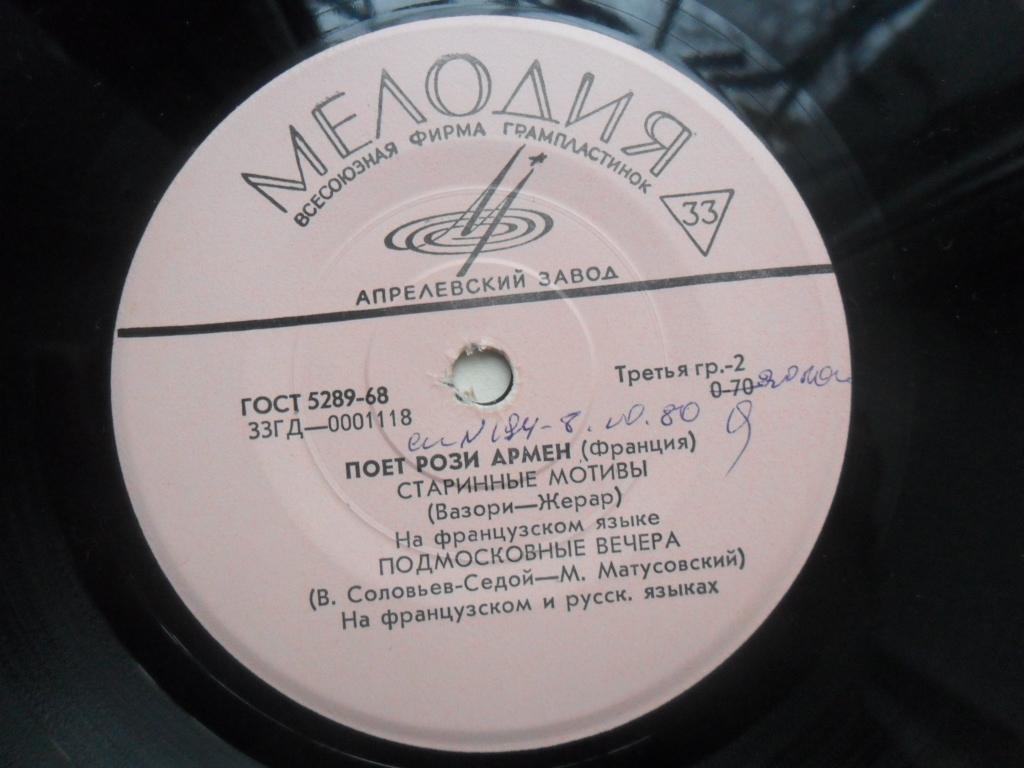 МЕЛОДИЯ
ВСЕСОЮЗНАЯ ФИРМА ГРАМПЛАСТИНОК
33
АПРЕЛЕВСКИЙ ЗАВОД
Третья гр.-2
ГОСТ 5289-68
0-70
33ГД—0001118
ПОЕТ РОЗИ АРМЕН (Франция)
СТАРИННЫЕ МОТИВЫ
(Вазори—Жерар)
На французском языке
ПОДМОСКОВНЫЕ ВЕЧЕРА
(В. Соловьев-Седой—М. Матусовский)
На французском и русск. языках